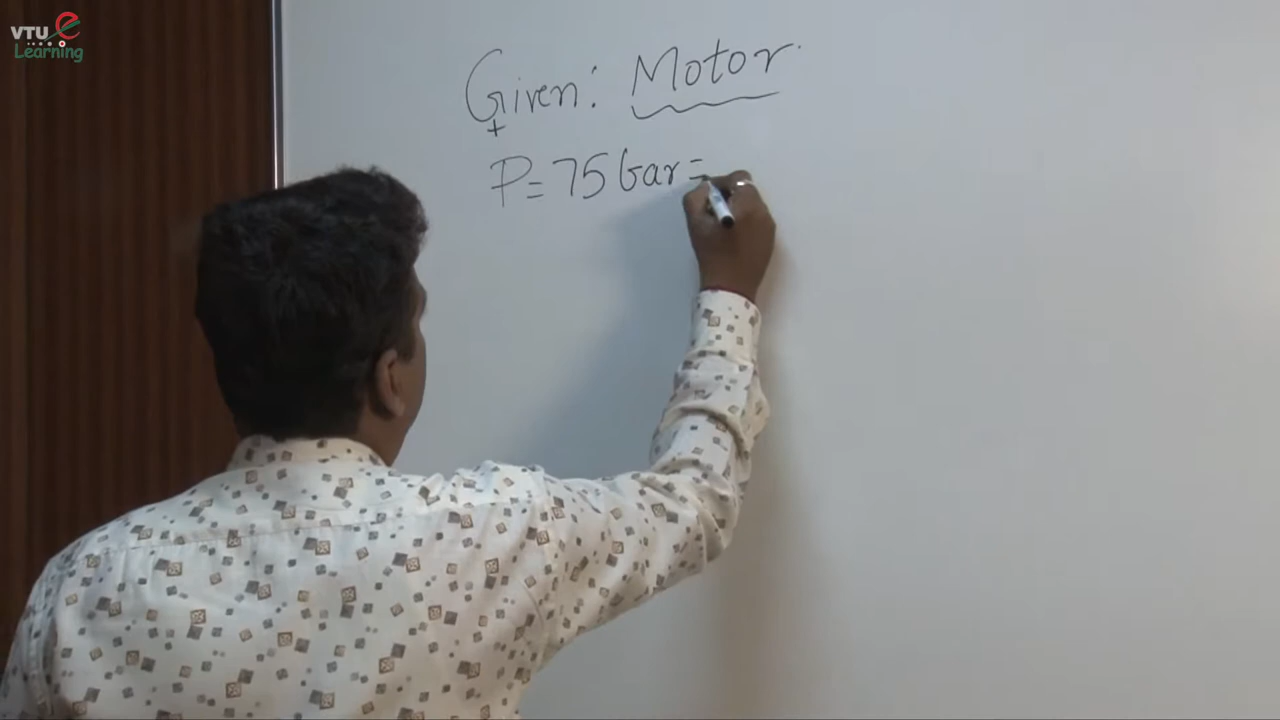 VTU e
Learning
Given: Motor
P = 75 bar =